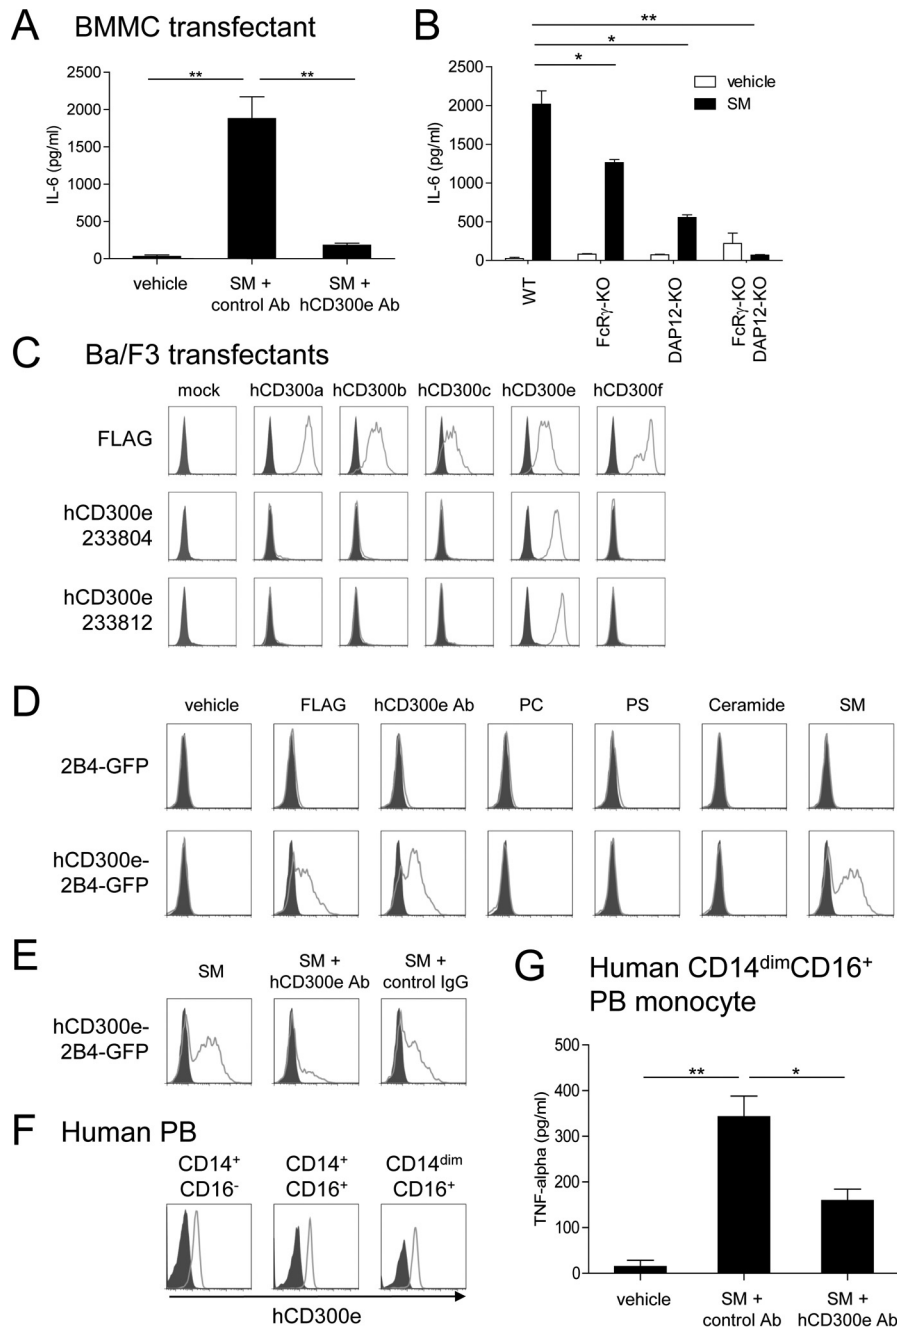 A BMMC transfectant
2500
2000
1500
1000
500
0
IL-6 (pg/ml)
**
**
vehicle
SM +
control Ab
SM +
hCD300e Ab
B
2500
2000
1500
1000
500
0
IL-6 (pg/ml)
**
*
*
vehicle
SM
WT
FcRγ-KO
DAP12-KO
FcRγ-KO
DAP12-KO
C Ba/F3 transfectants
mock hCD300a hCD300b hCD300c hCD300e hCD300f
FLAG
hCD300e
233804
hCD300e
233812
D
vehicle FLAG hCD300e Ab PC PS Ceramide SM
2B4-GFP
hCD300e-
2B4-GFP
E
SM
SM +
hCD300e Ab
SM +
control IgG
hCD300e-
2B4-GFP
F Human PB
CD14+
CD16-
CD14+
CD16+
CD14dim
CD16+
hCD300e
G Human CD14dimCD16+
PB monocyte
500
400
300
200
100
0
TNF-alpha (pg/ml)
**
*
vehicle
SM +
control Ab
SM +
hCD300e Ab